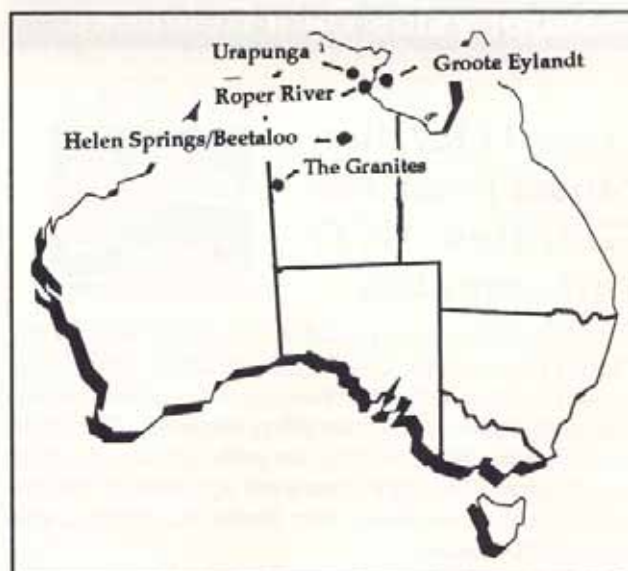 Urapunga
Groote Eylandt
Roper River
Helen Springs/Beetaloo
The Granites